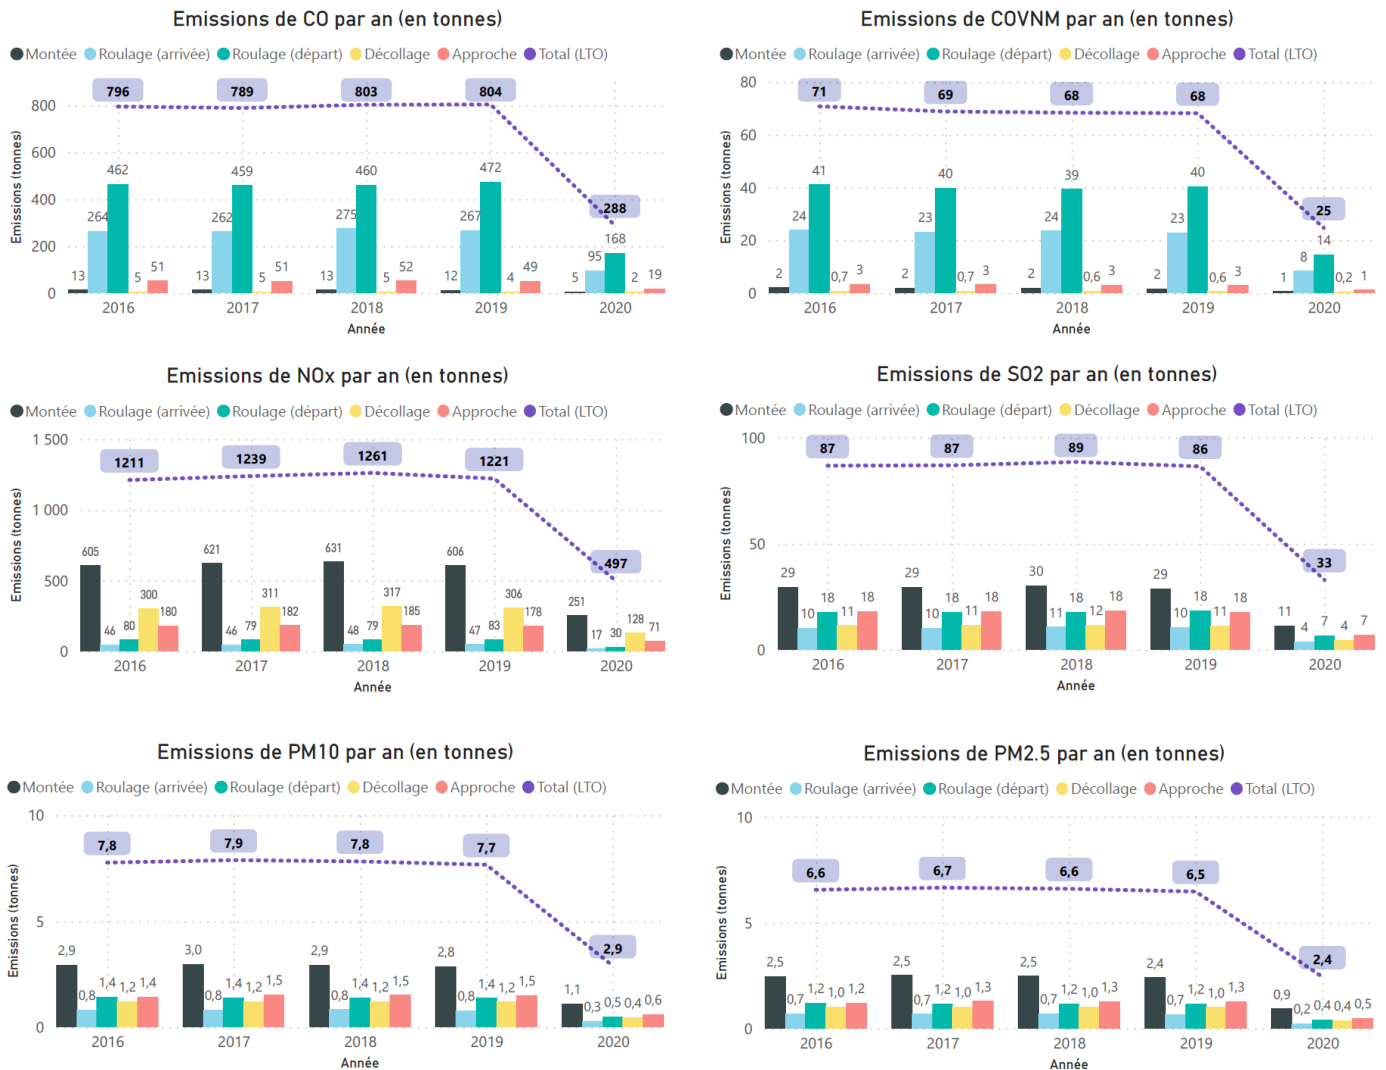 Emissions de CO par an (en tonnes)
Montée Roulage (arrivée) Roulage (départ) Décollage Approche Total (LTO)
Emissions (tonnes)
800
600
400
200
0
796 789 803 804 288
13 264 462 5 51
13 262 459 5 51
13 275 460 5 52
12 267 472 4 49
5 95 168 2 19
2016 2017 2018 2019 2020
Année
Emissions de COVNM par an (en tonnes)
Montée Roulage (arrivée) Roulage (départ) Décollage Approche Total (LTO)
Emissions (tonnes)
80
60
40
20
0
71 69 68 68 25
2 24 41 0,7 3
2 23 40 0,7 3
2 24 39 0,6 3
2 23 40 0,6 3
1 8 14 0,2 1
2016 2017 2018 2019 2020
Année
Emissions de NOx par an (en tonnes)
Montée Roulage (arrivée) Roulage (départ) Décollage Approche Total (LTO)
Emissions (tonnes)
1 500
1 000
500
0
1211 1239 1261 1221 497
605 46 80 300 180
621 46 79 311 182
631 48 79 317 185
606 47 83 306 178
251 17 30 128 71
2016 2017 2018 2019 2020
Année
Emissions de SO2 par an (en tonnes)
Montée Roulage (arrivée) Roulage (départ) Décollage Approche Total (LTO)
Emissions (tonnes)
100
50
0
87 87 89 86 33
29 10 18 11 18
29 10 18 11 18
30 11 18 12 18
29 10 18 11 18
11 4 7 4 7
2016 2017 2018 2019 2020
Année
Emissions de PM10 par an (en tonnes)
Montée Roulage (arrivée) Roulage (départ) Décollage Approche Total (LTO)
Emissions (tonnes)
10
5
0
7,8 7,9 7,8 7,7 2,9
2,9 0,8 1,4 1,2 1,4
3,0 0,8 1,4 1,2 1,5
2,9 0,8 1,4 1,2 1,5
2,8 0,8 1,4 1,2 1,5
1,1 0,3 0,5 0,4 0,6
2016 2017 2018 2019 2020
Année
Emissions de PM2.5 par an (en tonnes)
Montée Roulage (arrivée) Roulage (départ) Décollage Approche Total (LTO)
Emissions (tonnes)
10
5
0
6,6 6,7 6,6 6,5 2,4
2,5 0,7 1,2 1,0 1,2
2,5 0,7 1,2 1,0 1,3
2,5 0,7 1,2 1,0 1,3
2,4 0,7 1,2 1,0 1,3
0,9 0,2 0,4 0,4 0,5
2016 2017 2018 2019 2020
Année